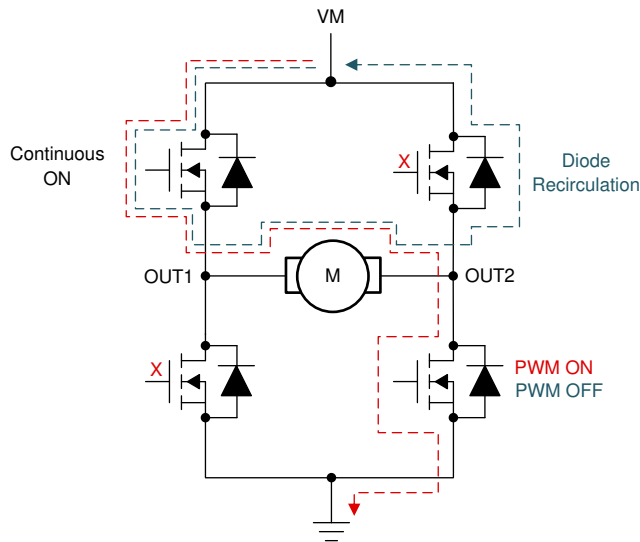 VM
Continuous
ON
X
Diode
Recirculation
OUT1
M
OUT2
X
PWM ON
PWM OFF